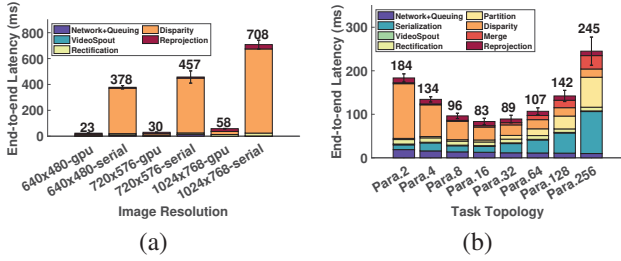 End-to-end Latency (ms)
800
600
400
200
0
Network+Queuing
VideoSpout
Rectification
Disparity
Reprojection
23
378
30
457
58
708
640x480-gpu
640x480-serial
720x576-gpu
720x576-serial
1024x768-gpu
1024x768-serial
Image Resolution
(a)
End-to-end Latency (ms)
300
200
100
0
Network+Queuing
Serialization
VideoSpout
Rectification
Partition
Disparity
Merge
Reprojection
184
134
96
83
89
107
142
245
Para.2
Para.4
Para.8
Para.16
Para.32
Para.64
Para.128
Para.256
Task Topology
(b)